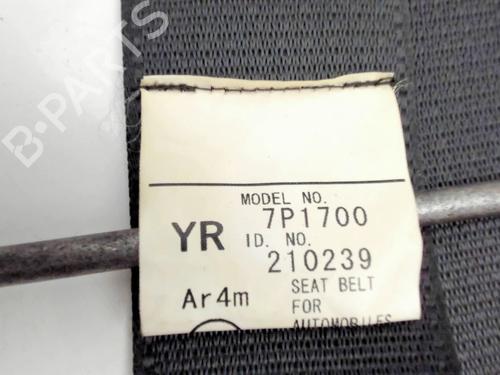 B-PARTS
MODEL NO.
7P1700
YR
ID. NO.
210239
Ar4m
SEAT BELT
FOR
AUTOMOBILES